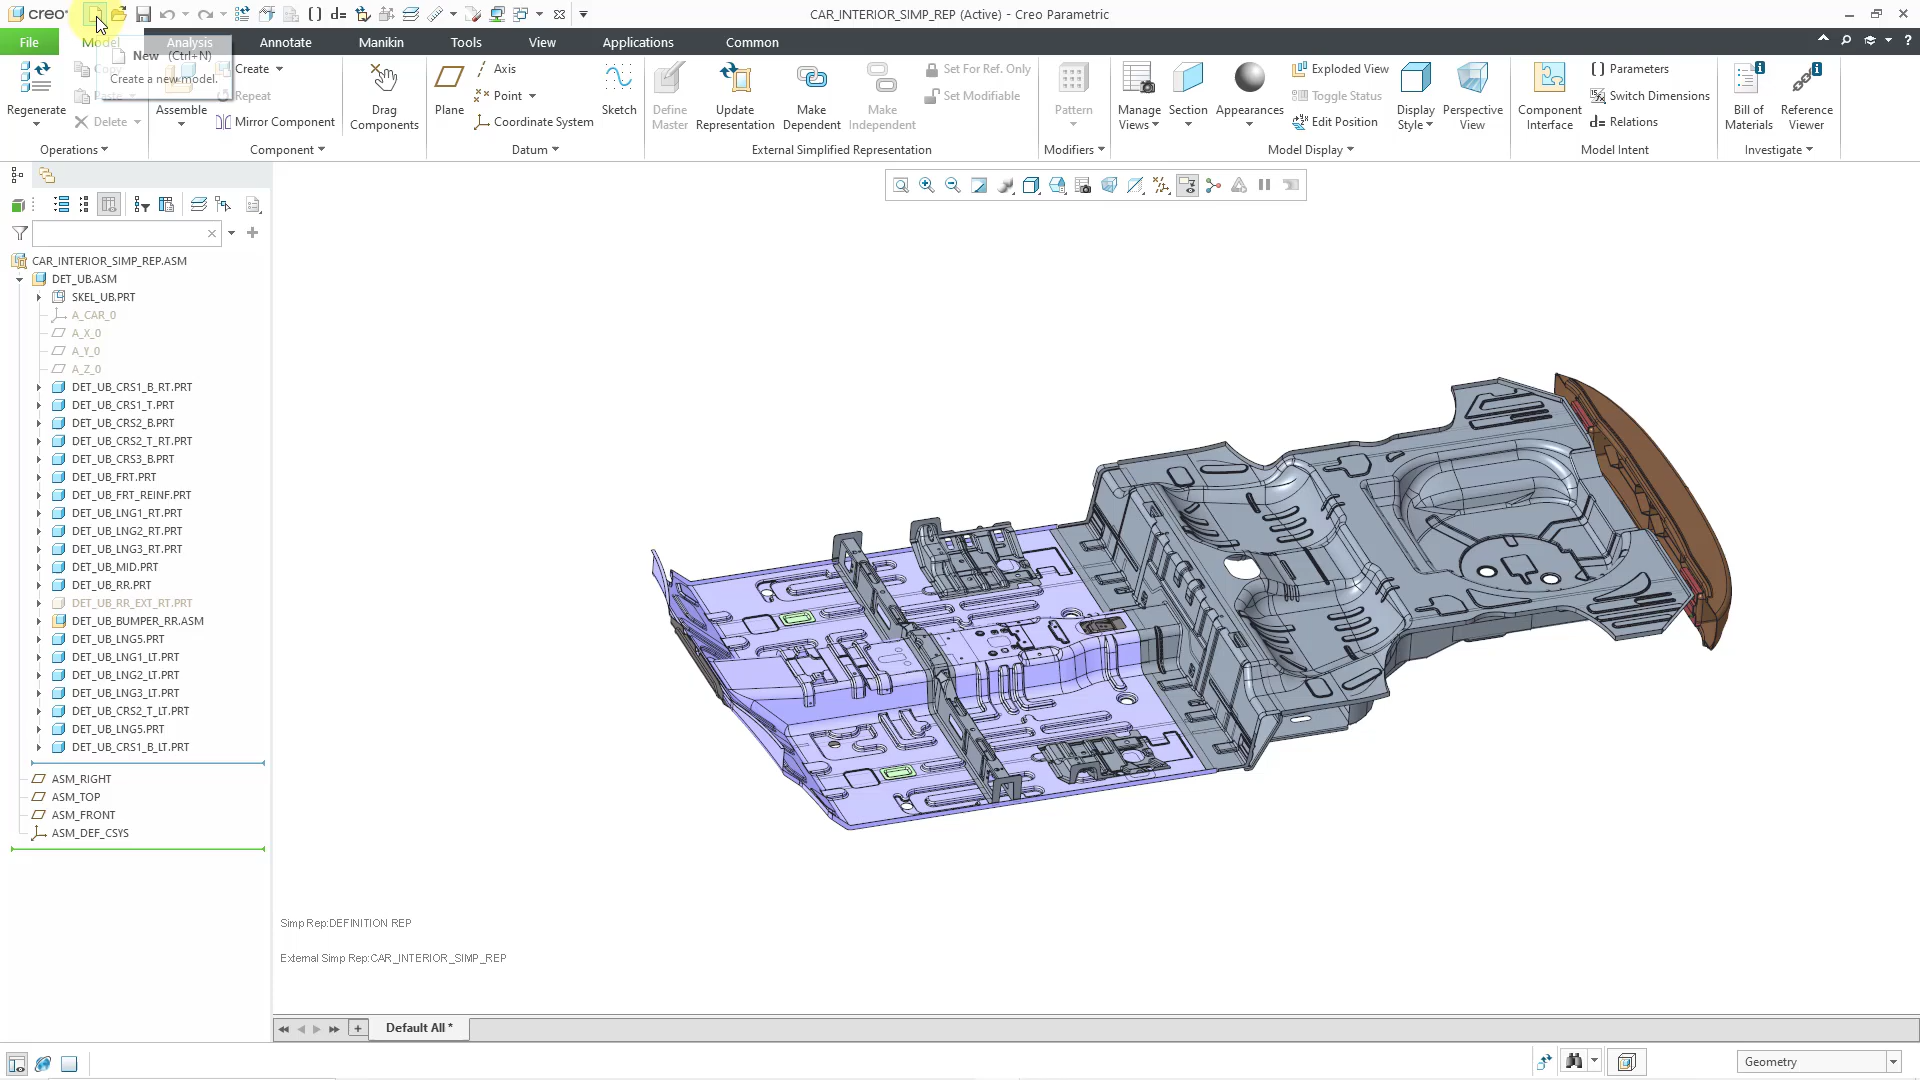 creo
CAR_INTERIOR_SIMP_REP (Active) - Creo Parametric
File
Model
Analysis
Annotate
Manikin
Tools
View
Applications
Common
New (Ctrl+N)
Create a new model.
Regenerate
Copy
Paste
Delete
Operations
Assemble
Create
Repeat
Mirror Component
Component
Drag
Components
Plane
Axis
Point
Coordinate System
Sketch
Datum
Define
Master
Update
Representation
Make
Dependent
Make
Independent
Set For Ref. Only
Set Modifiable
External Simplified Representation
Pattern
Modifiers
Manage
Views
Section
Appearances
Exploded View
Toggle Status
Edit Position
Display
Style
Perspective
View
Model Display
Component
Interface
Parameters
Switch Dimensions
Relations
Model Intent
Bill of
Materials
Reference
Viewer
Investigate
CAR_INTERIOR_SIMP_REP.ASM
DET_UB.ASM
SKEL_UB.PRT
A_CAR_0
A_X_0
A_Y_0
A_Z_0
DET_UB_CRS1_B_RT.PRT
DET_UB_CRS1_T.PRT
DET_UB_CRS2_B.PRT
DET_UB_CRS2_T_RT.PRT
DET_UB_CRS3_B.PRT
DET_UB_FRT.PRT
DET_UB_FRT_REINF.PRT
DET_UB_LNG1_RT.PRT
DET_UB_LNG2_RT.PRT
DET_UB_LNG3_RT.PRT
DET_UB_MID.PRT
DET_UB_RR.PRT
DET_UB_RR_EXT_RT.PRT
DET_UB_BUMPER_RR.ASM
DET_UB_LNG5.PRT
DET_UB_LNG1_LT.PRT
DET_UB_LNG2_LT.PRT
DET_UB_LNG3_LT.PRT
DET_UB_CRS2_T_LT.PRT
DET_UB_LNG5.PRT
DET_UB_CRS1_B_LT.PRT
ASM_RIGHT
ASM_TOP
ASM_FRONT
ASM_DEF_CSYS
Simp Rep:DEFINITION REP
External Simp Rep:CAR_INTERIOR_SIMP_REP
Default All *
Geometry